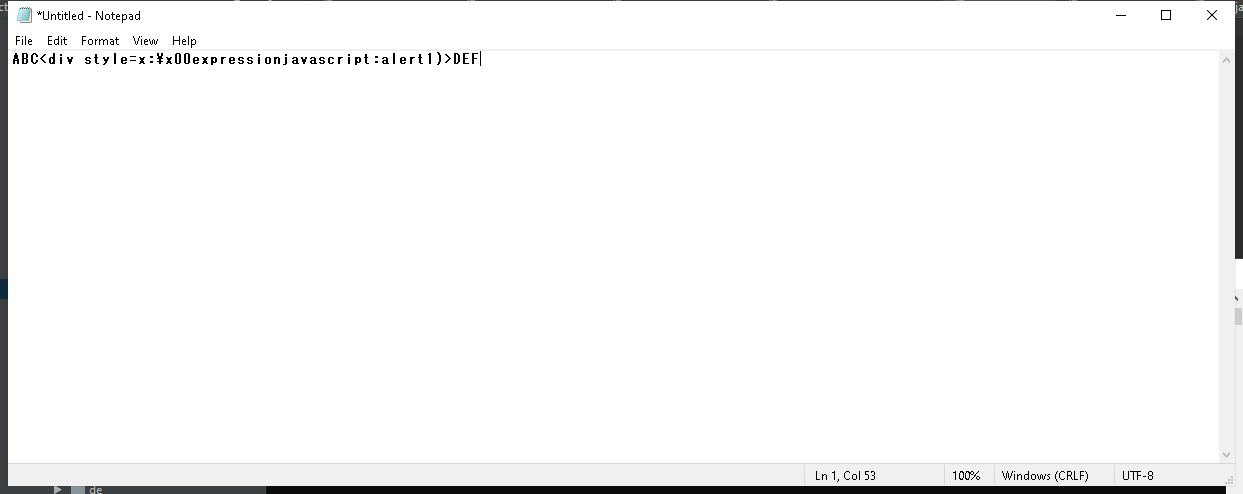 *Untitled - Notepad
File Edit Format View Help
ABC<div style=x:¥x00expressionjavascript:alert1)>DEF
Ln 1, Col 53 100% Windows (CRLF) UTF-8
de